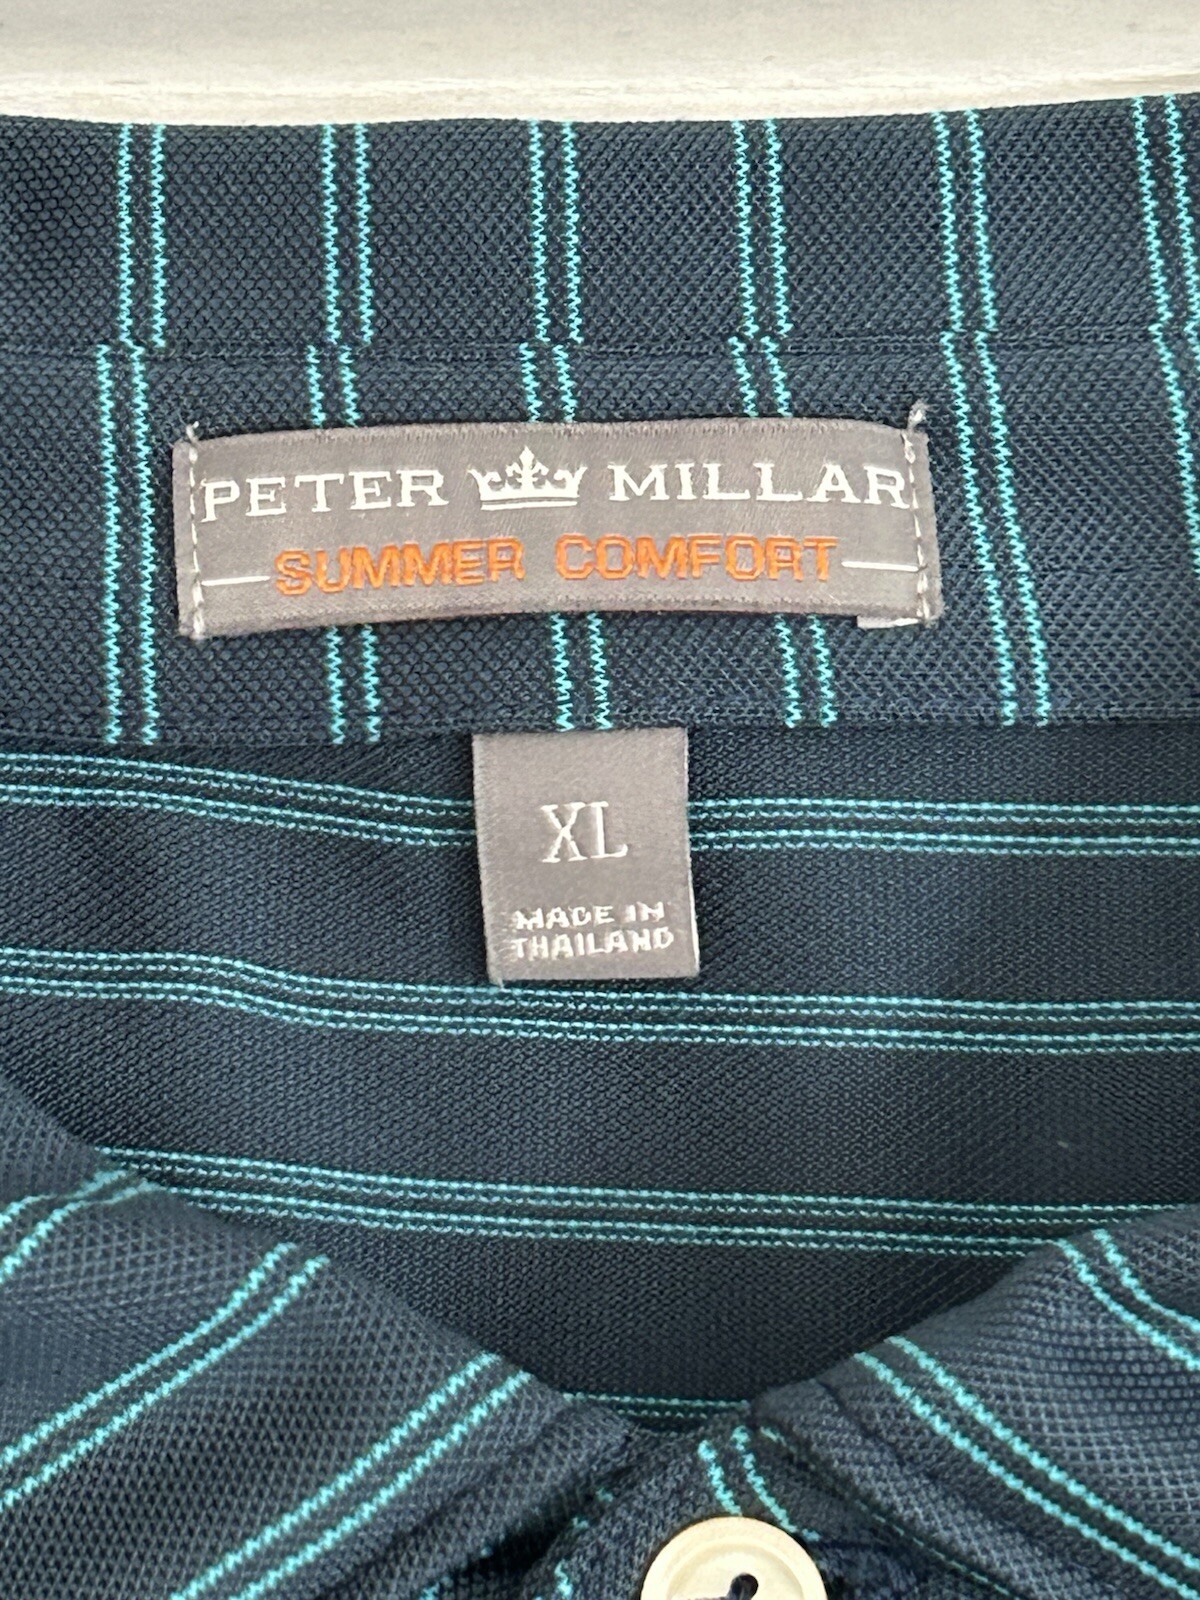 PETER MILLAR
SUMMER COMFORT
XL
MADE IN
THAILAND